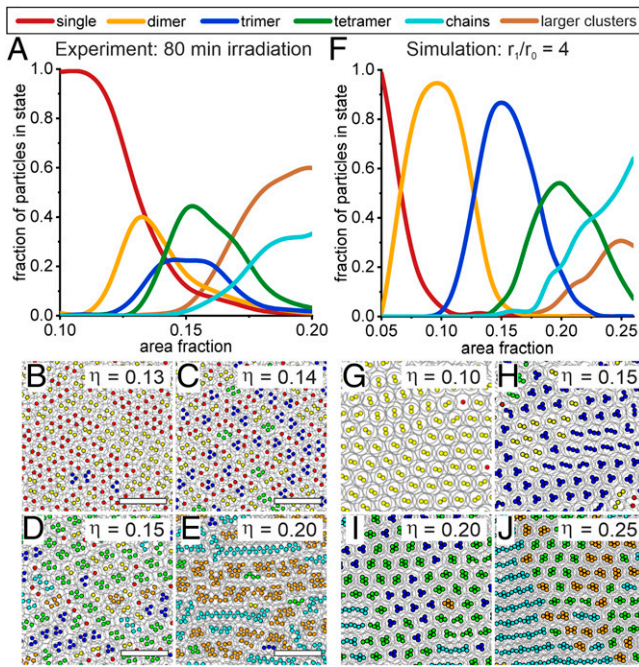 single dimer trimer tetramer chains larger clusters
A Experiment: 80 min irradiation
F Simulation: r₁/r₀ = 4
fraction of particles in state
1.0
0.8
0.6
0.4
0.2
0.0
0.10 0.15 0.20
area fraction
fraction of particles in state
1.0
0.8
0.6
0.4
0.2
0.0
0.05 0.10 0.15 0.20 0.25
area fraction
B η = 0.13
C η = 0.14
G η = 0.10
H η = 0.15
D η = 0.15
E η = 0.20
I η = 0.20
J η = 0.25